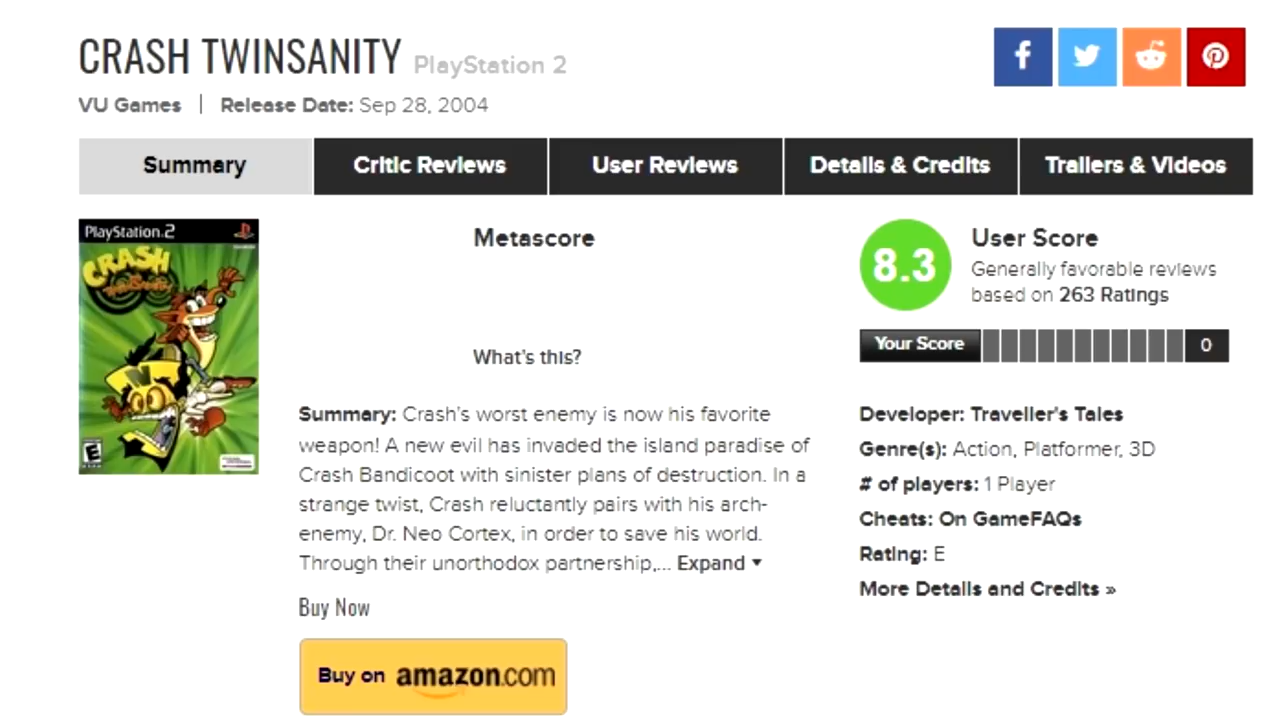 CRASH TWINSANITY PlayStation 2
VU Games | Release Date: Sep 28, 2004
Summary
Critic Reviews
User Reviews
Details & Credits
Trailers & Videos
PlayStation.2
CRASH
TWINSANITY
N
E
Metascore
What's this?
8.3
User Score
Generally favorable reviews
based on 263 Ratings
Your Score
0
Summary: Crash's worst enemy is now his favorite
weapon! A new evil has invaded the island paradise of
Crash Bandicoot with sinister plans of destruction. In a
strange twist, Crash reluctantly pairs with his arch-
enemy, Dr. Neo Cortex, in order to save his world.
Through their unorthodox partnership,... Expand
Buy Now
Buy on amazon.com
Developer: Traveller's Tales
Genre(s): Action, Platformer, 3D
# of players: 1 Player
Cheats: On GameFAQs
Rating: E
More Details and Credits »